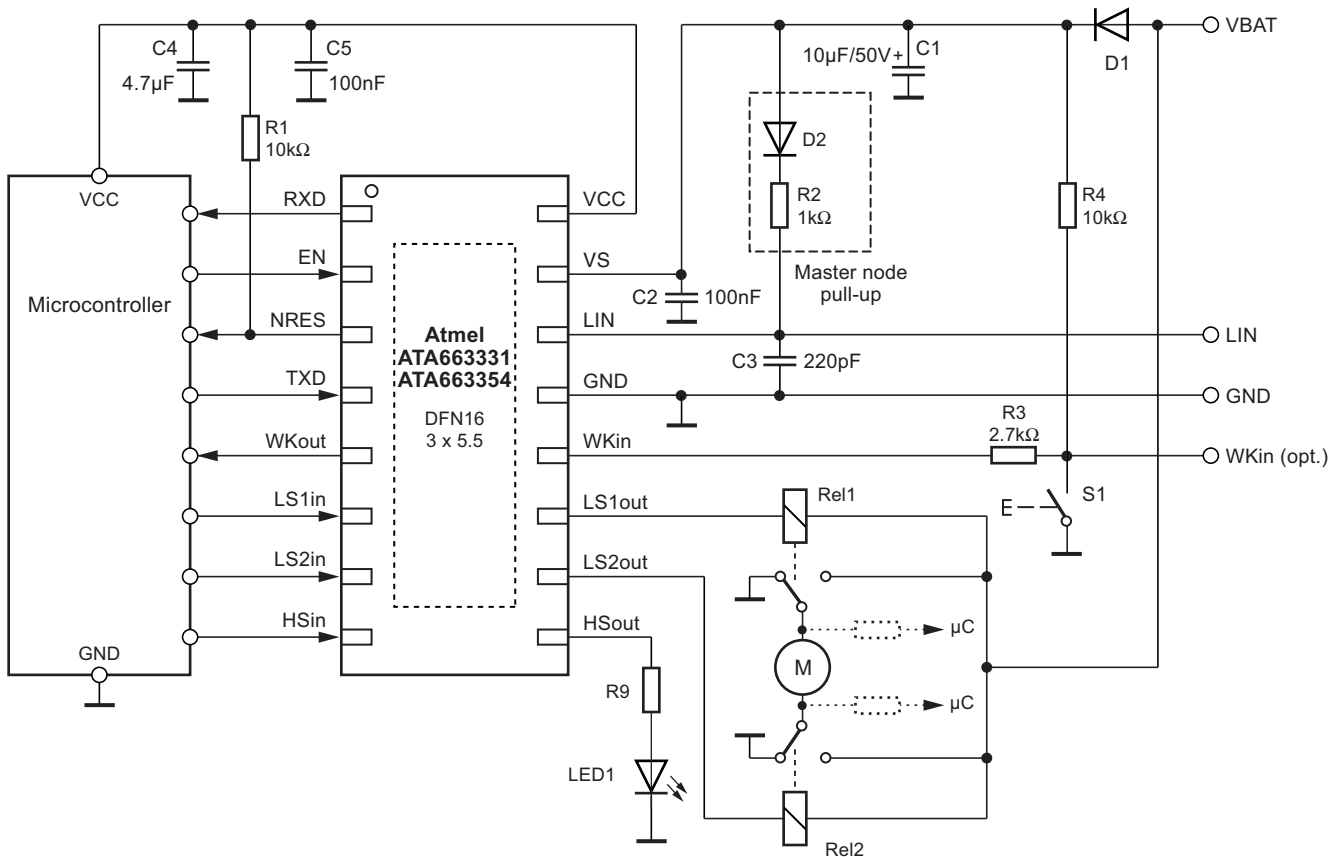 VBAT
C4
4.7µF
C5
100nF
10µF/50V
+
C1
D1
R1
10kΩ
D2
R2
1kΩ
R4
10kΩ
Master node
pull-up
VCC
Microcontroller
GND
RXD
EN
NRES
TXD
WKout
LS1in
LS2in
HSin
Atmel
ATA663331
ATA663354
DFN16
3 x 5.5
VCC
VS
LIN
GND
WKin
LS1out
LS2out
HSout
C2
100nF
C3
220pF
LIN
GND
R3
2.7kΩ
WKin (opt.)
S1
E
Rel1
µC
M
µC
Rel2
R9
LED1